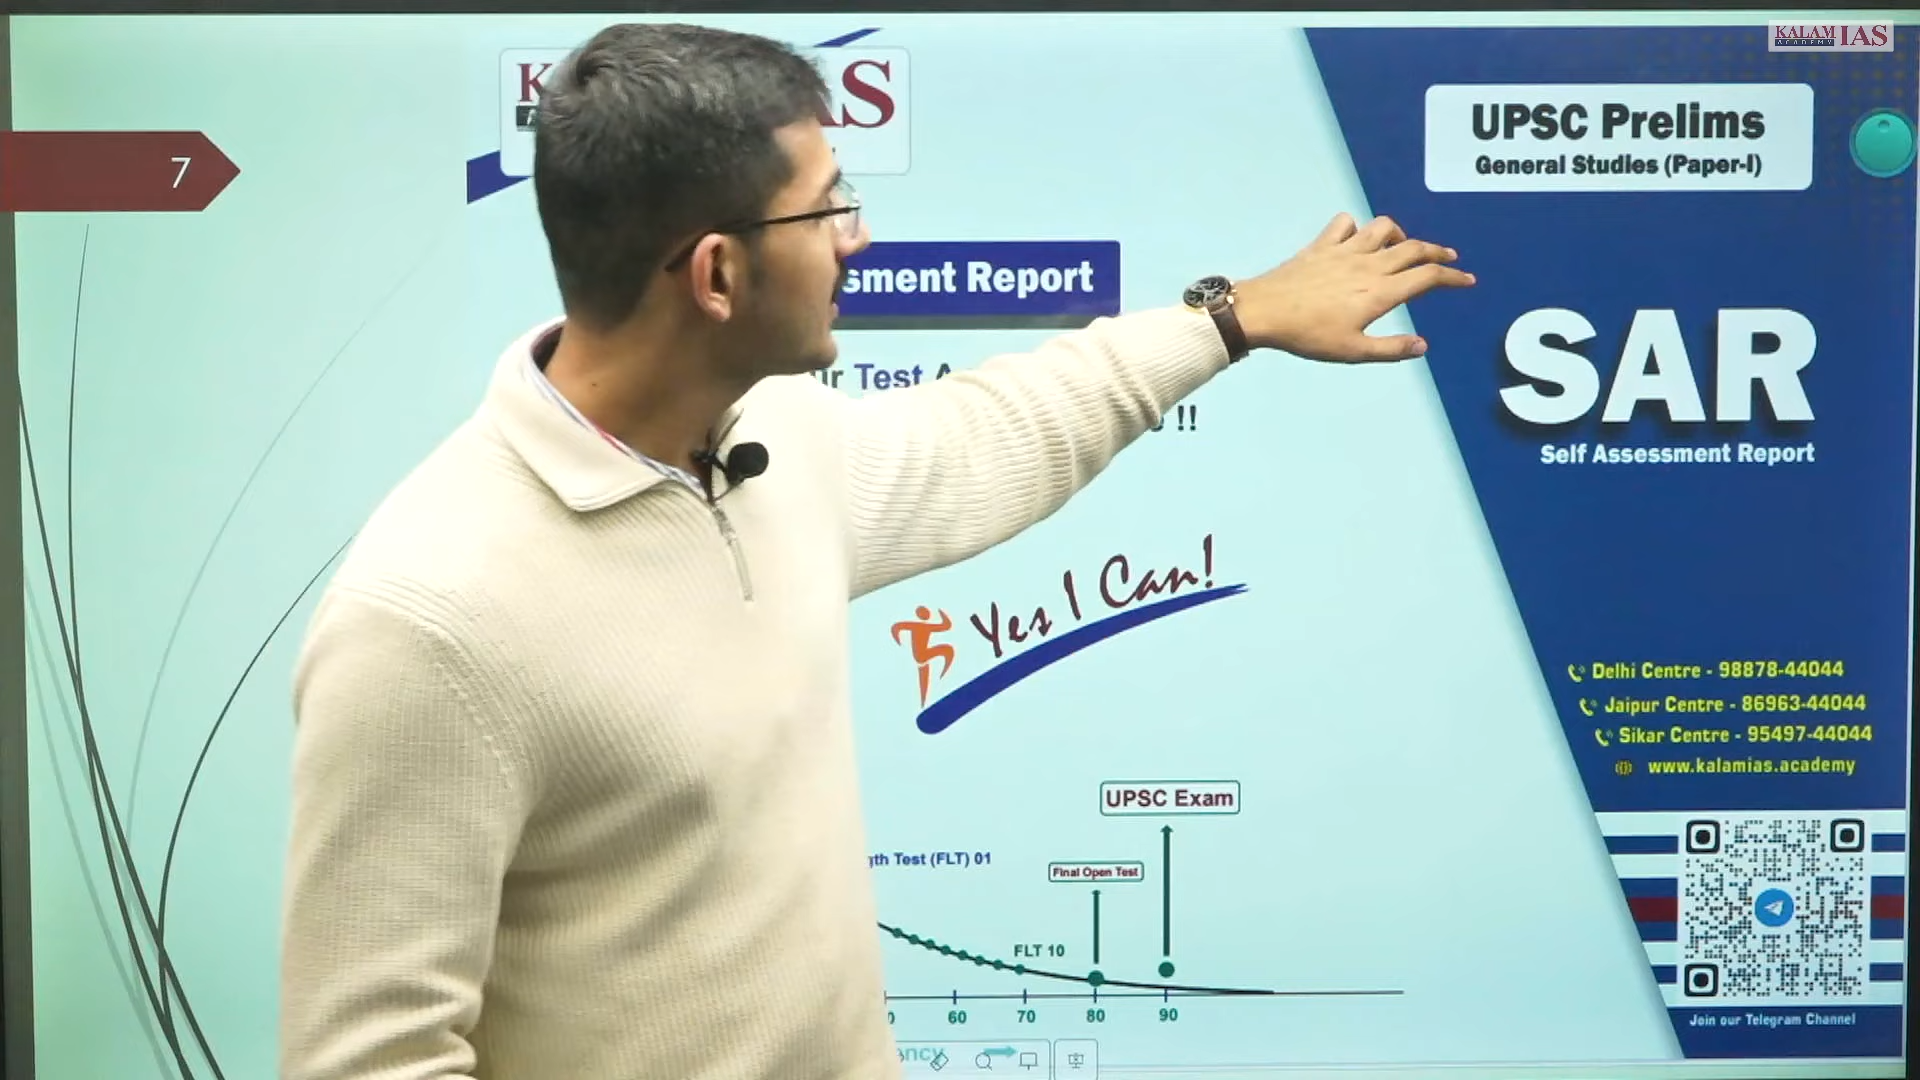 KALAM IAS
ACADEMY
UPSC Prelims
General Studies (Paper-I)
7
Report
SAR
Self Assessment Report
Test
!!
Yes I Can!
Delhi Centre - 98878-44044
Jaipur Centre - 86963-44044
Sikar Centre - 95497-44044
www.kalamias.academy
UPSC Exam
Test (FLT) 01
Final Open Test
FLT 10
60 70 80 90
Join our Telegram Channel